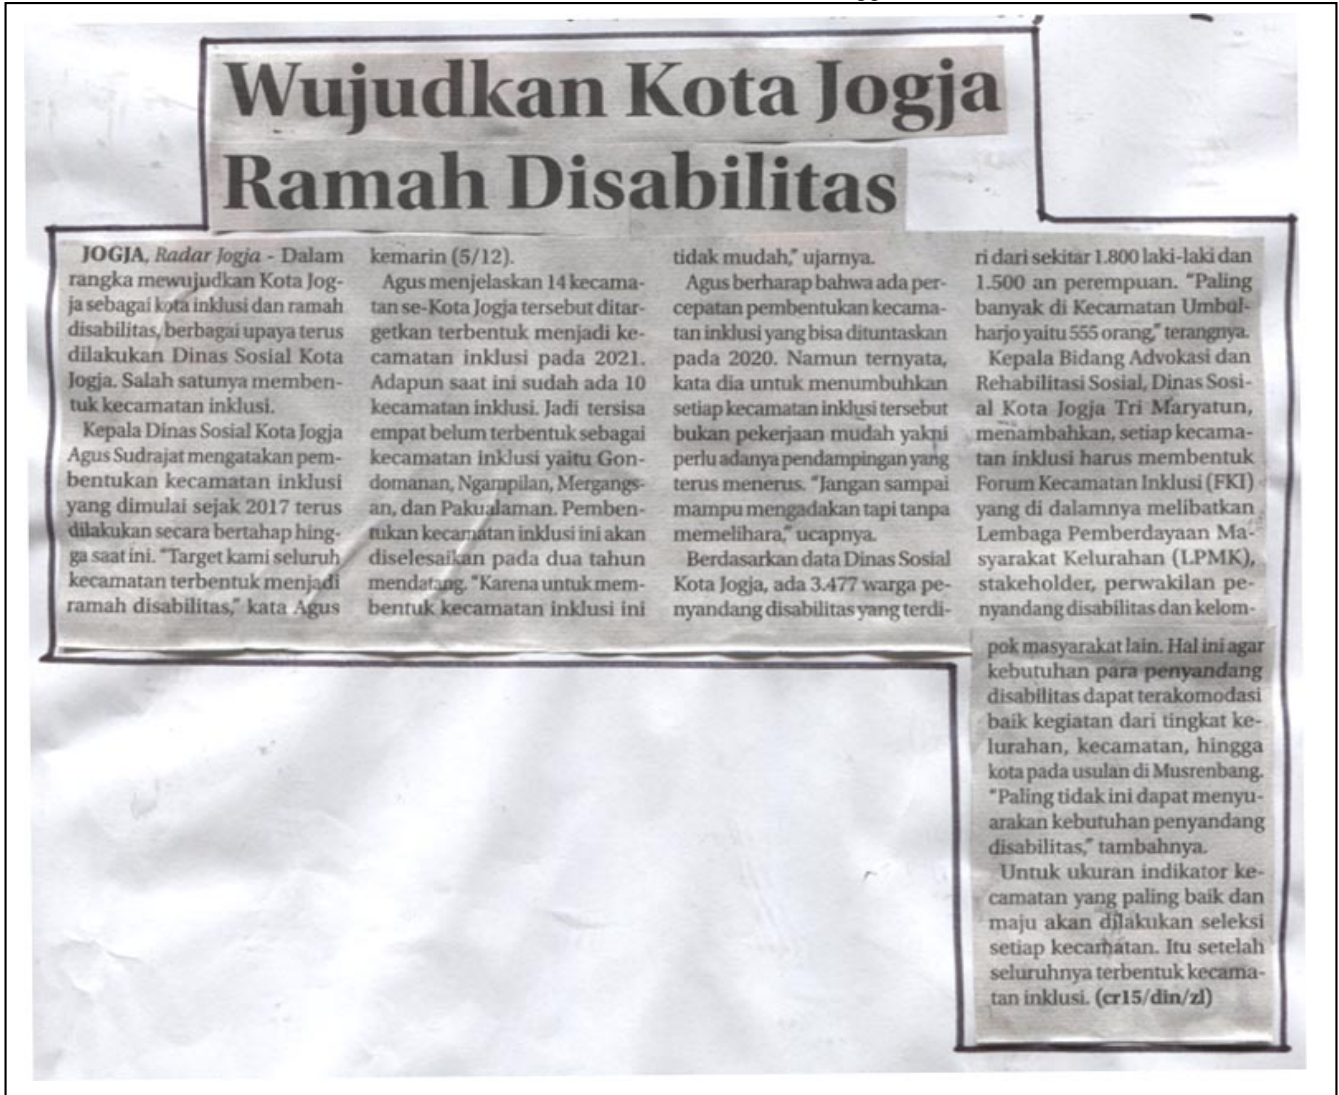 Wujudkan Kota Jogja
Ramah Disabilitas
JOGJA, Radar Jogja - Dalam
rangka mewujudkan Kota Jog-
ja sebagai kota inklusi dan ramah
disabilitas, berbagai upaya terus
dilakukan Dinas Sosial Kota
Jogja. Salah satunya memben-
tuk kecamatan inklusi.
Kepala Dinas Sosial Kota Jogja
Agus Sudrajat mengatakan pem-
bentukan kecamatan inklusi
yang dimulai sejak 2017 terus
dilakukan secara bertahap hing-
ga saat ini. "Target kami seluruh
kecamatan terbentuk menjadi
ramah disabilitas," kata Agus
kemarin (5/12).
Agus menjelaskan 14 kecama-
tan se-Kota Jogja tersebut ditar-
getkan terbentuk menjadi ke-
camatan inklusi pada 2021.
Adapun saat ini sudah ada 10
kecamatan inklusi. Jadi tersisa
empat belum terbentuk sebagai
kecamatan inklusi yaitu Gon-
domanan, Ngampilan, Mergangs-
an, dan Pakualaman. Pemben-
tukan kecamatan inklusi ini akan
diselesaikan pada dua tahun
mendatang. "Karena untuk mem-
bentuk kecamatan inklusi ini
tidak mudah," ujarnya.
Agus berharap bahwa ada per-
cepatan pembentukan kecama-
tan inklusi yang bisa dituntaskan
pada 2020. Namun ternyata,
kata dia untuk menumbuhkan
setiap kecamatan inklusi tersebut
bukan pekerjaan mudah yakni
perlu adanya pendampingan yang
terus menerus. "Jangan sampai
mampu mengadakan tapi tanpa
memelihara," ucapnya.
Berdasarkan data Dinas Sosial
Kota Jogja, ada 3.477 warga pe-
nyandang disabilitas yang terdi-
ri dari sekitar 1.800 laki-laki dan
1.500 an perempuan. "Paling
banyak di Kecamatan Umbul-
harjo yaitu 555 orang," terangnya.
Kepala Bidang Advokasi dan
Rehabilitasi Sosial, Dinas Sosi-
al Kota Jogja Tri Maryatun,
menambahkan, setiap kecama-
tan inklusi harus membentuk
Forum Kecamatan Inklusi (FKI)
yang di dalamnya melibatkan
Lembaga Pemberdayaan Ma-
syarakat Kelurahan (LPMK),
stakeholder, perwakilan pe-
nyandang disabilitas dan kelom-
pok masyarakat lain. Hal ini agar
kebutuhan para penyandang
disabilitas dapat terakomodasi
baik kegiatan dari tingkat ke-
lurahan, kecamatan, hingga
kota pada usulan di Musrenbang.
"Paling tidak ini dapat menyu-
arakan kebutuhan penyandang
disabilitas," tambahnya.
Untuk ukuran indikator ke-
camatan yang paling baik dan
maju akan dilakukan seleksi
setiap kecamatan. Itu setelah
seluruhnya terbentuk kecama-
tan inklusi. (cr15/din/zl)